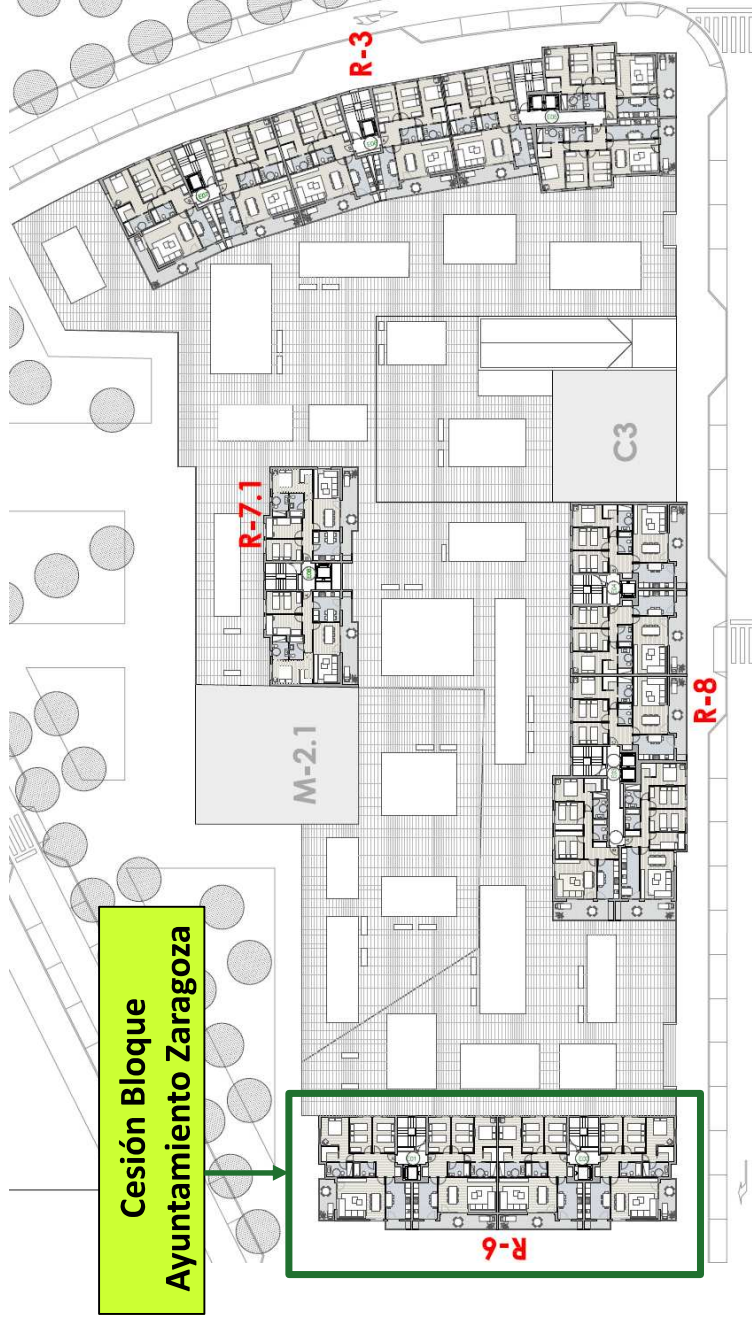 Cesión Bloque
Ayuntamiento Zaragoza
R-3
R-7.1
C3
M-2.1
R-8
R-6